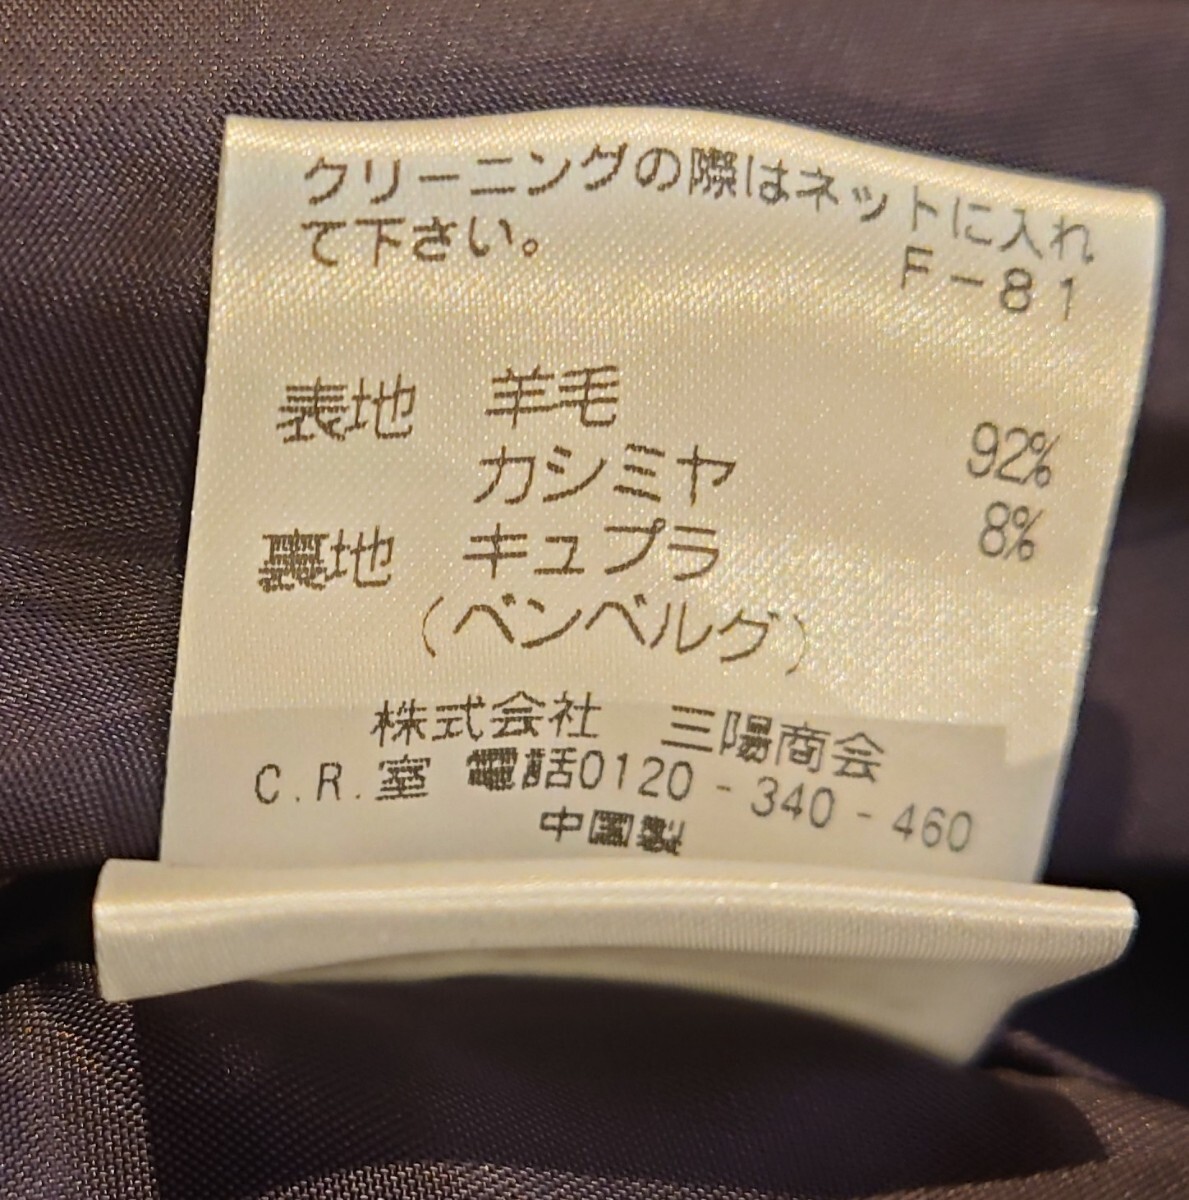 クリーニングの際はネットに入れ
て下さい。
F-81
表地 羊毛 92%
カシミヤ 8%
裏地 キュプラ
(ベンベルグ)
株式会社 三陽商会
C.R.室 電話0120-340-460
中国製